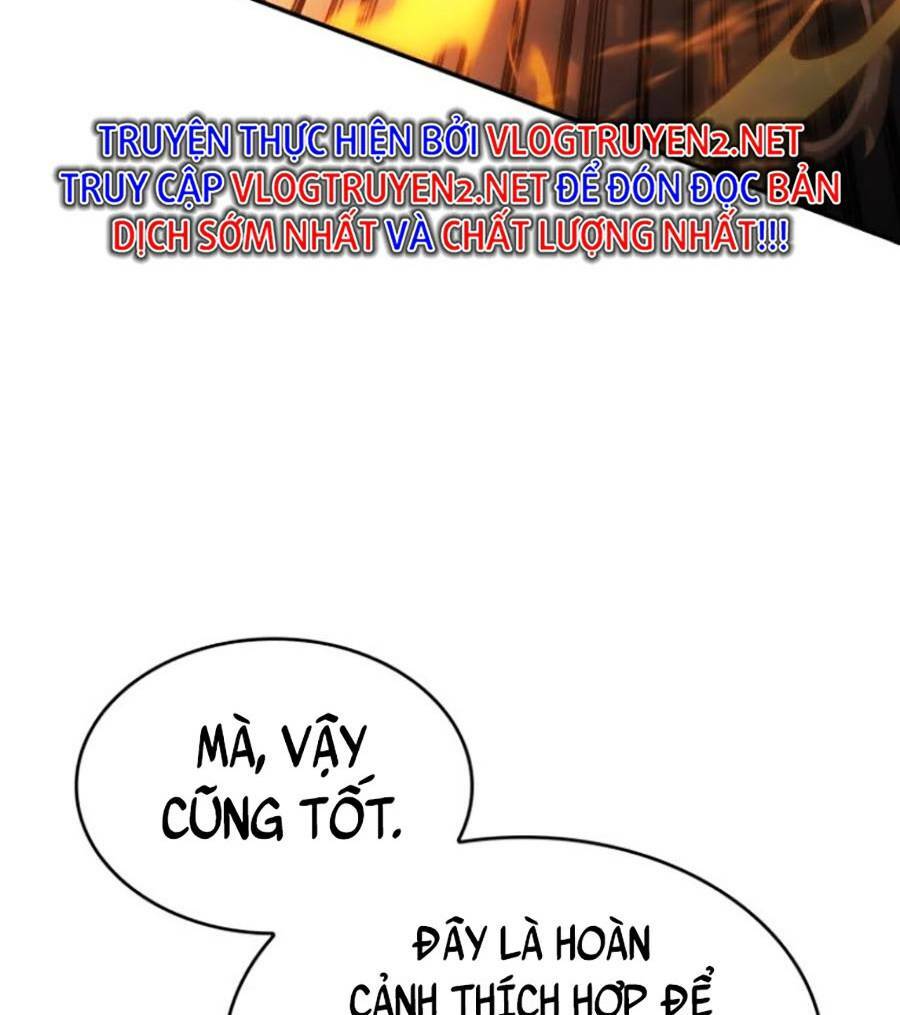 TRUYỆN THỰC HIỆN BỞI VLOGTRUYEN2.NET
TRUY CẬP VLOGTRUYEN2.NET ĐỂ ĐÓN ĐỌC BẢN
DỊCH SỚM NHẤT VÀ CHẤT LƯỢNG NHẤT!!!
MÀ, VẬY
CŨNG TỐT.
ĐÂY LÀ HOÀN
CẢNH THÍCH HỢP ĐỂ